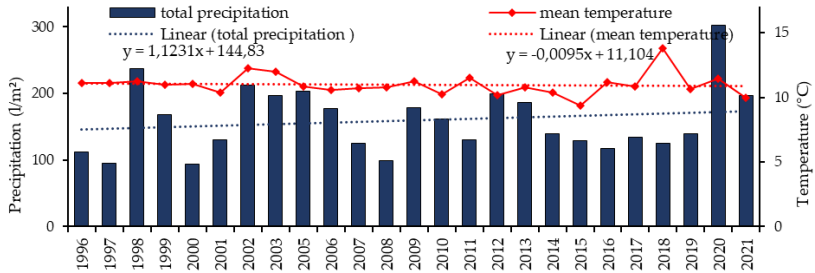 total precipitation
mean temperature
Linear (total precipitation )
Linear (mean temperature)
y = 1,1231x + 144,83
y = -0,0095x + 11,104
Precipitation (l/m²)
300
200
100
0
Temperature (°C)
15
10
5
0
1996 1997 1998 1999 2000 2001 2002 2003 2005 2006 2007 2008 2009 2010 2011 2012 2013 2014 2015 2016 2017 2018 2019 2020 2021